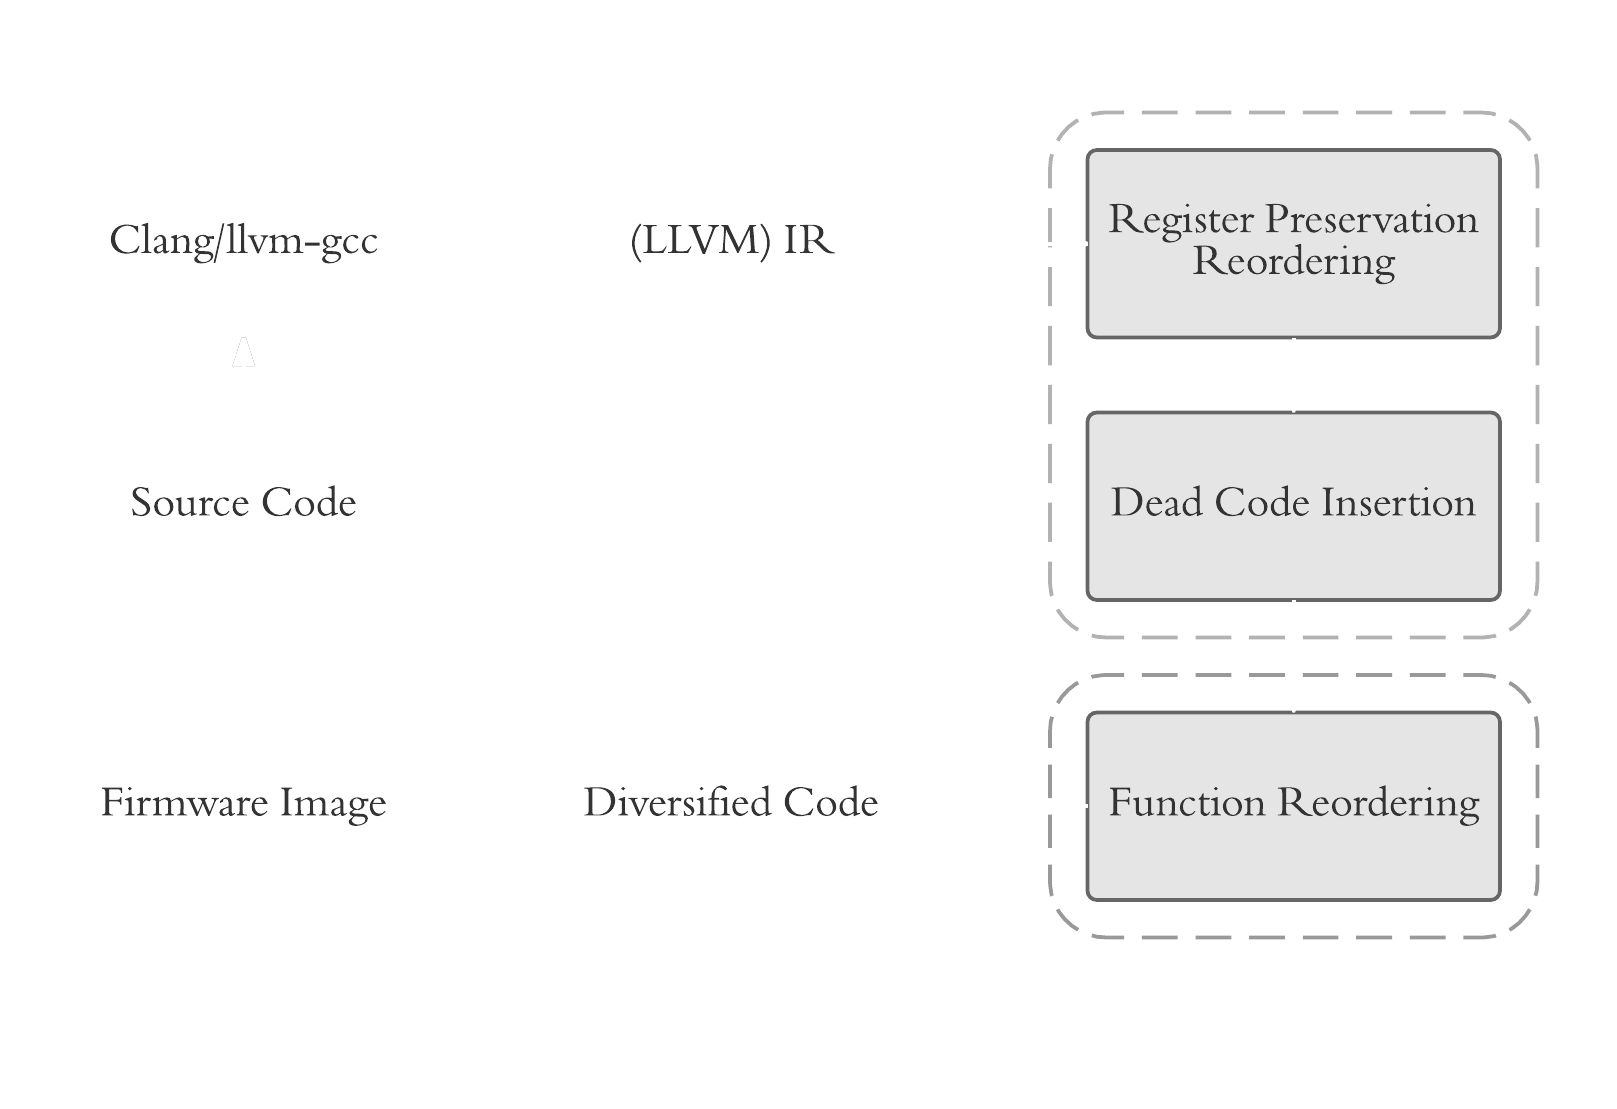 Clang/llvm-gcc
(LLVM) IR
Register Preservation
Reordering
Source Code
Dead Code Insertion
Firmware Image
Diversified Code
Function Reordering